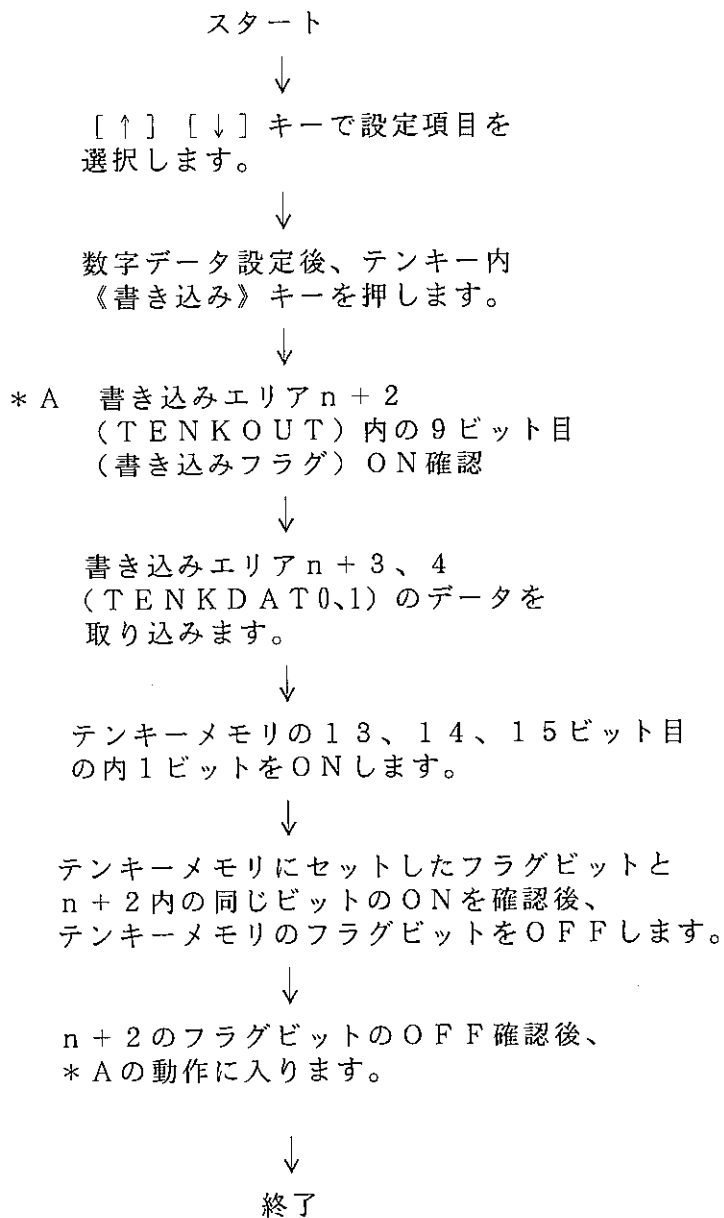 スタート
↓
［↑］［↓］キーで設定項目を
選択します。
↓
数字データ設定後、テンキー内
《書き込み》キーを押します。
↓
＊A　書き込みエリアn＋2
（TENKOUT）内の9ビット目
（書き込みフラグ）ON確認
↓
書き込みエリアn＋3、4
（TENKDAT0､1）のデータを
取り込みます。
↓
テンキーメモリの13、14、15ビット目
の内1ビットをONします。
↓
テンキーメモリにセットしたフラグビットと
n＋2内の同じビットのONを確認後、
テンキーメモリのフラグビットをOFFします。
↓
n＋2のフラグビットのOFF確認後、
＊Aの動作に入ります。
↓
終了